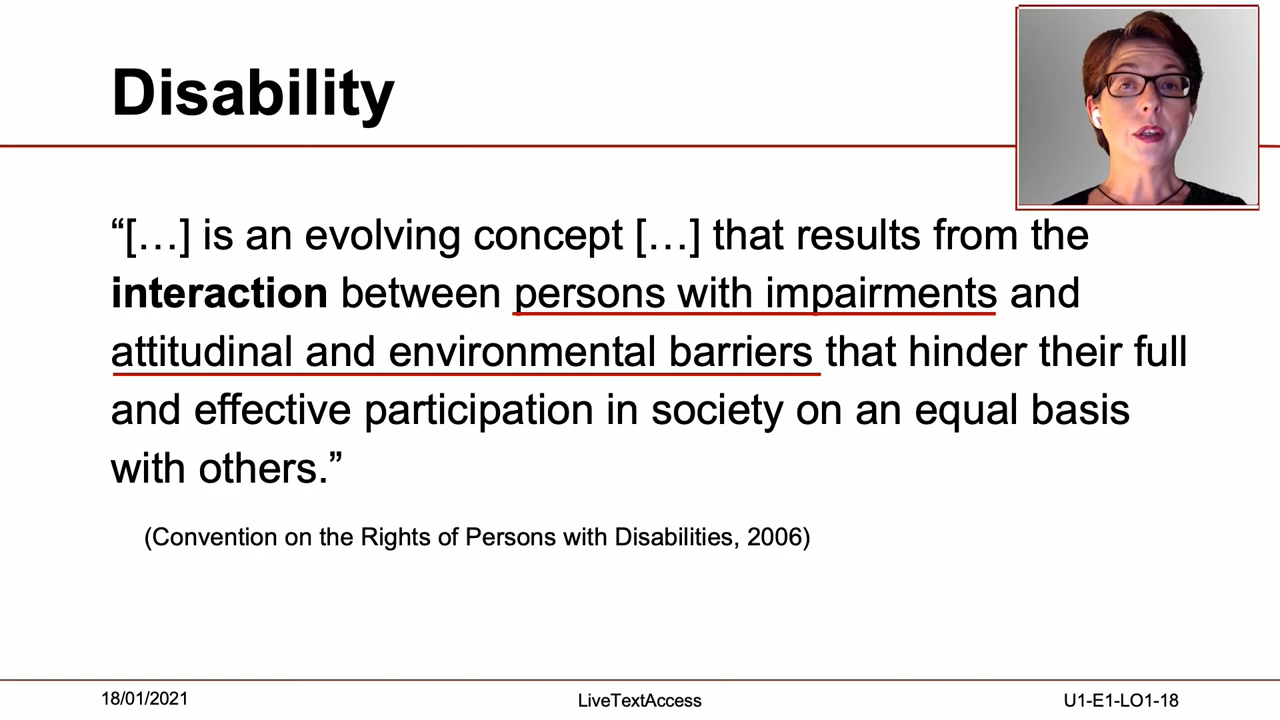 Disability
“[…] is an evolving concept […] that results from the
interaction between persons with impairments and
attitudinal and environmental barriers that hinder their full
and effective participation in society on an equal basis
with others.”
(Convention on the Rights of Persons with Disabilities, 2006)
18/01/2021
LiveTextAccess
U1-E1-LO1-18